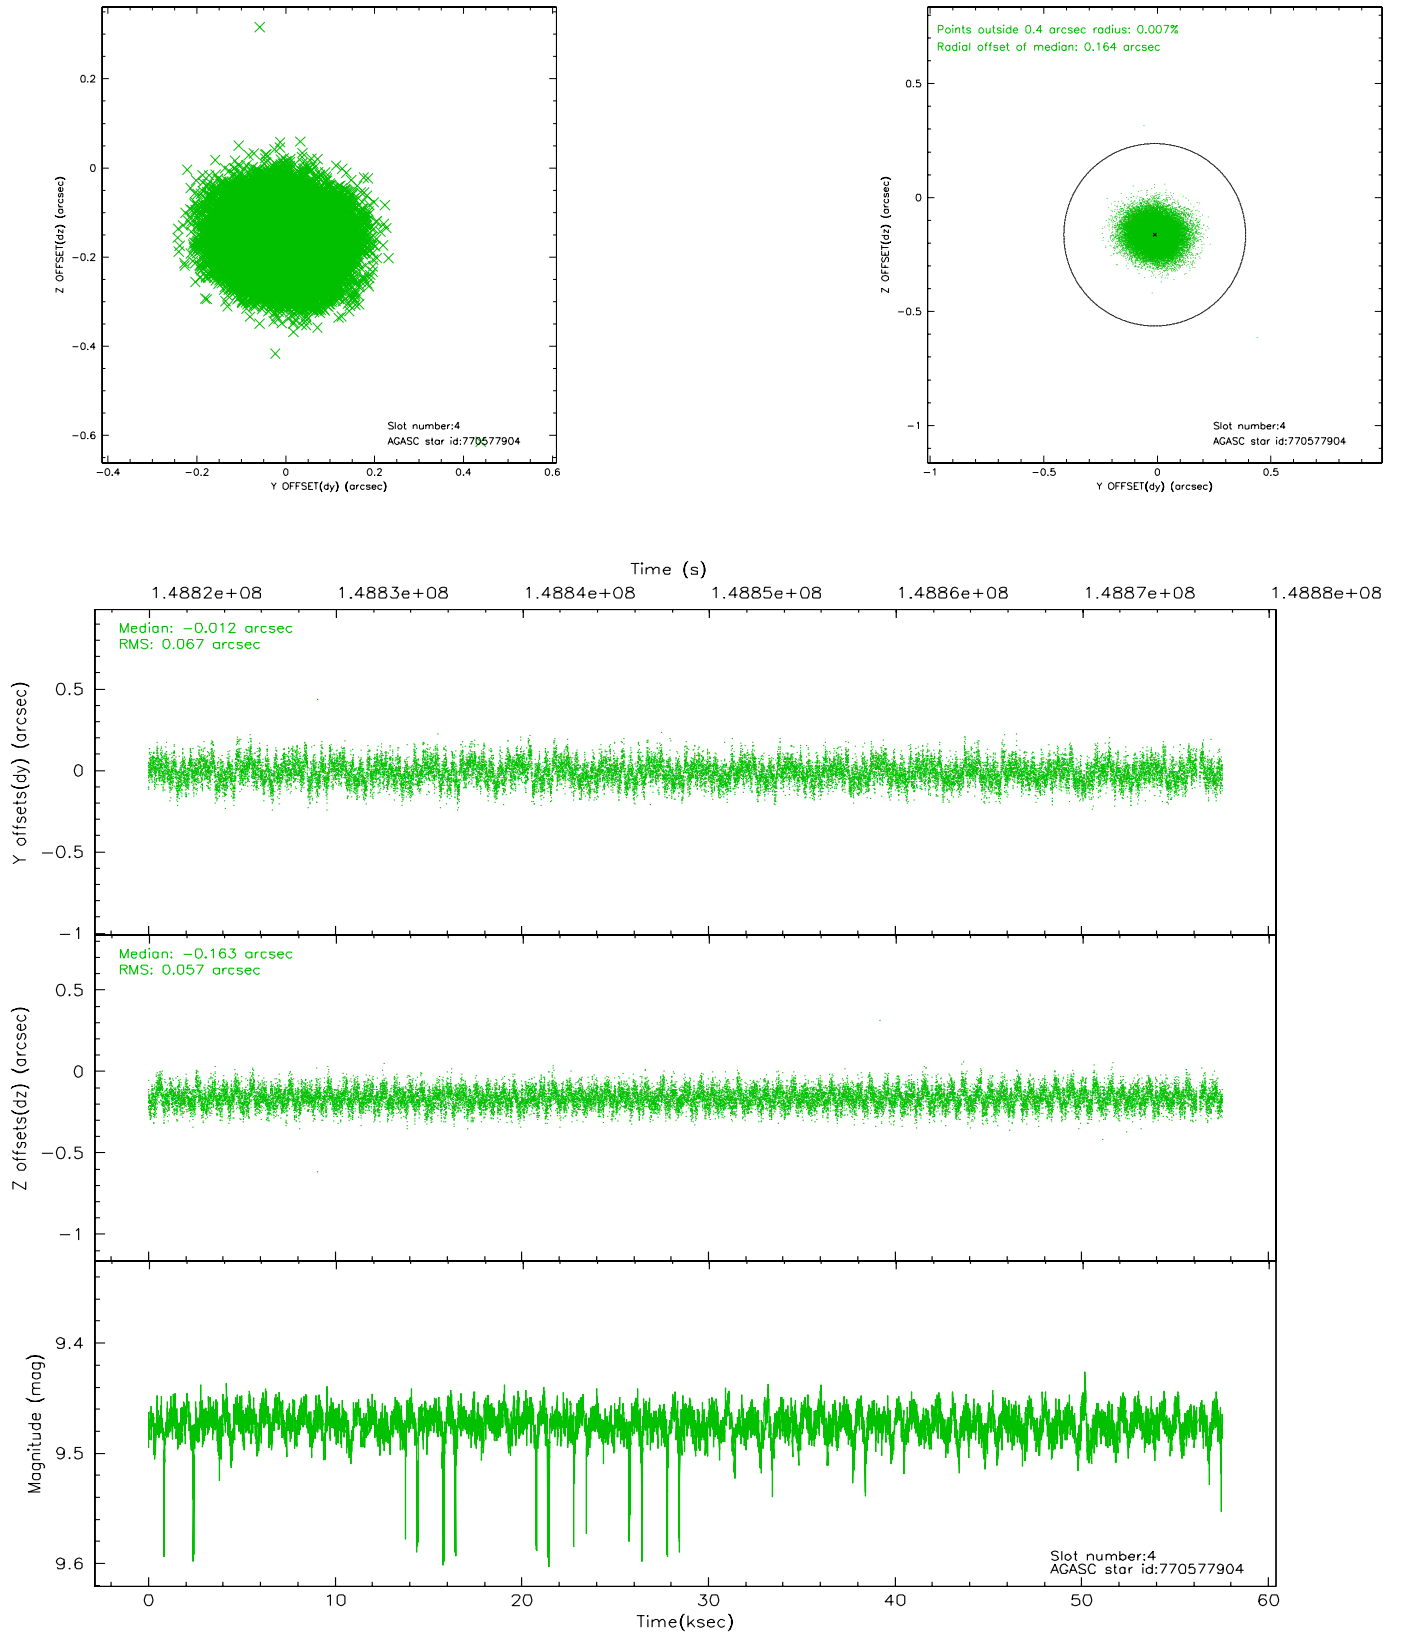 0.2
0
−0.2
−0.4
−0.6
Z OFFSET(dz) (arcsec)
Slot number:4
AGASC star id:770577904
−0.4 −0.2 0 0.2 0.4 0.6
Y OFFSET(dy) (arcsec)
Points outside 0.4 arcsec radius: 0.007%
Radial offset of median: 0.164 arcsec
0.5
0
−0.5
−1
Z OFFSET(dz) (arcsec)
Slot number:4
AGASC star id:770577904
−1 −0.5 0 0.5
Y OFFSET(dy) (arcsec)
Time (s)
1.4882e+08 1.4883e+08 1.4884e+08 1.4885e+08 1.4886e+08 1.4887e+08 1.4888e+08
Median: −0.012 arcsec
RMS: 0.067 arcsec
0.5
0
−0.5
−1
Y offsets(dy) (arcsec)
Median: −0.163 arcsec
RMS: 0.057 arcsec
0.5
0
−0.5
−1
Z offsets(dz) (arcsec)
9.4
9.5
9.6
Magnitude (mag)
Slot number:4
AGASC star id:770577904
0 10 20 30 40 50 60
Time(ksec)